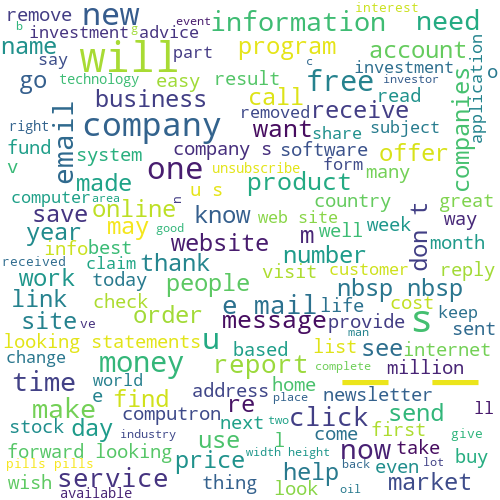 b event interest
remove new information need
investment advice
name say will part program account
c
go technology easy result free investment o
business call removed receive read
investor
right company want share subject application
fund email system company s software offer companies
v one unsubscribe form many
computer area made u s product country great
n
save online know web site don t way
year may good website m well week month
info best number
received claim thank visit customer reply
work today people nbsp nbsp
link check e mail life cost keep
site ve order message provide s sent
u man
looking statements based list see internet
change money report complete million
time world home
e find address place newsletter
make re click send ll
stock day computron next two first
industry use l come now take give
forward looking price width height even buy
pills pills back lot
wish service thing help market
available look oil